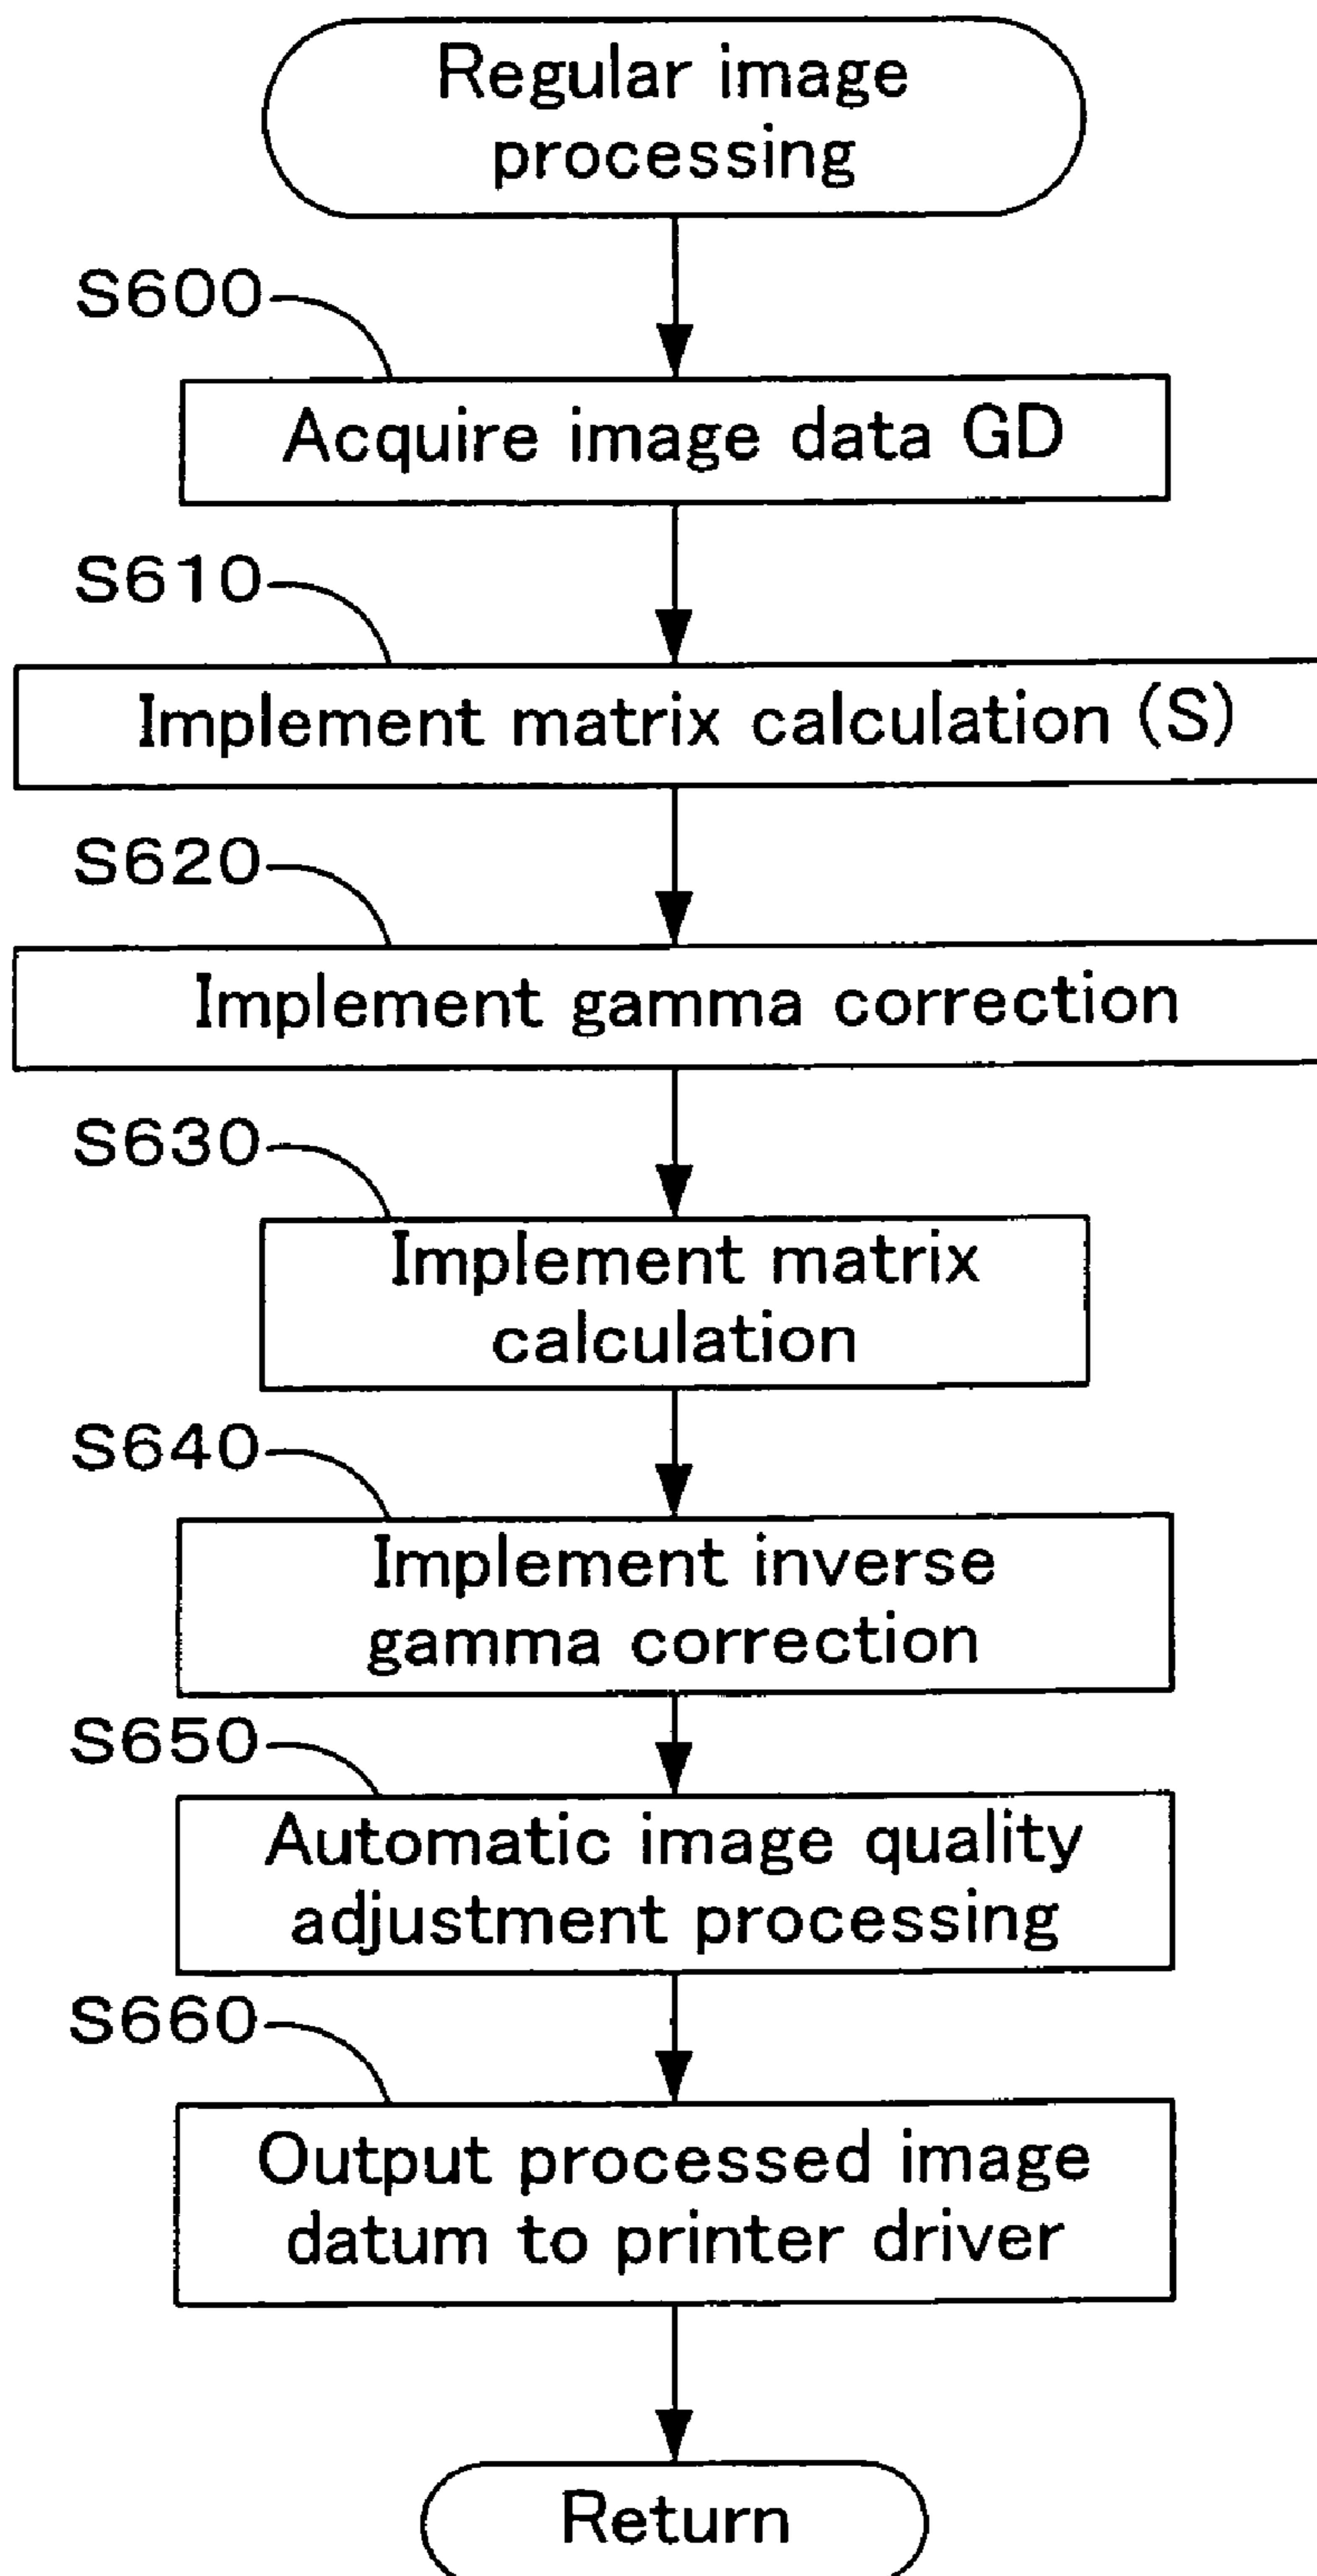 Regular image
processing
S600
Acquire image data GD
S610
Implement matrix calculation (S)
S620
Implement gamma correction
S630
Implement matrix
calculation
S640
Implement inverse
gamma correction
S650
Automatic image quality
adjustment processing
S660
Output processed image
datum to printer driver
Return